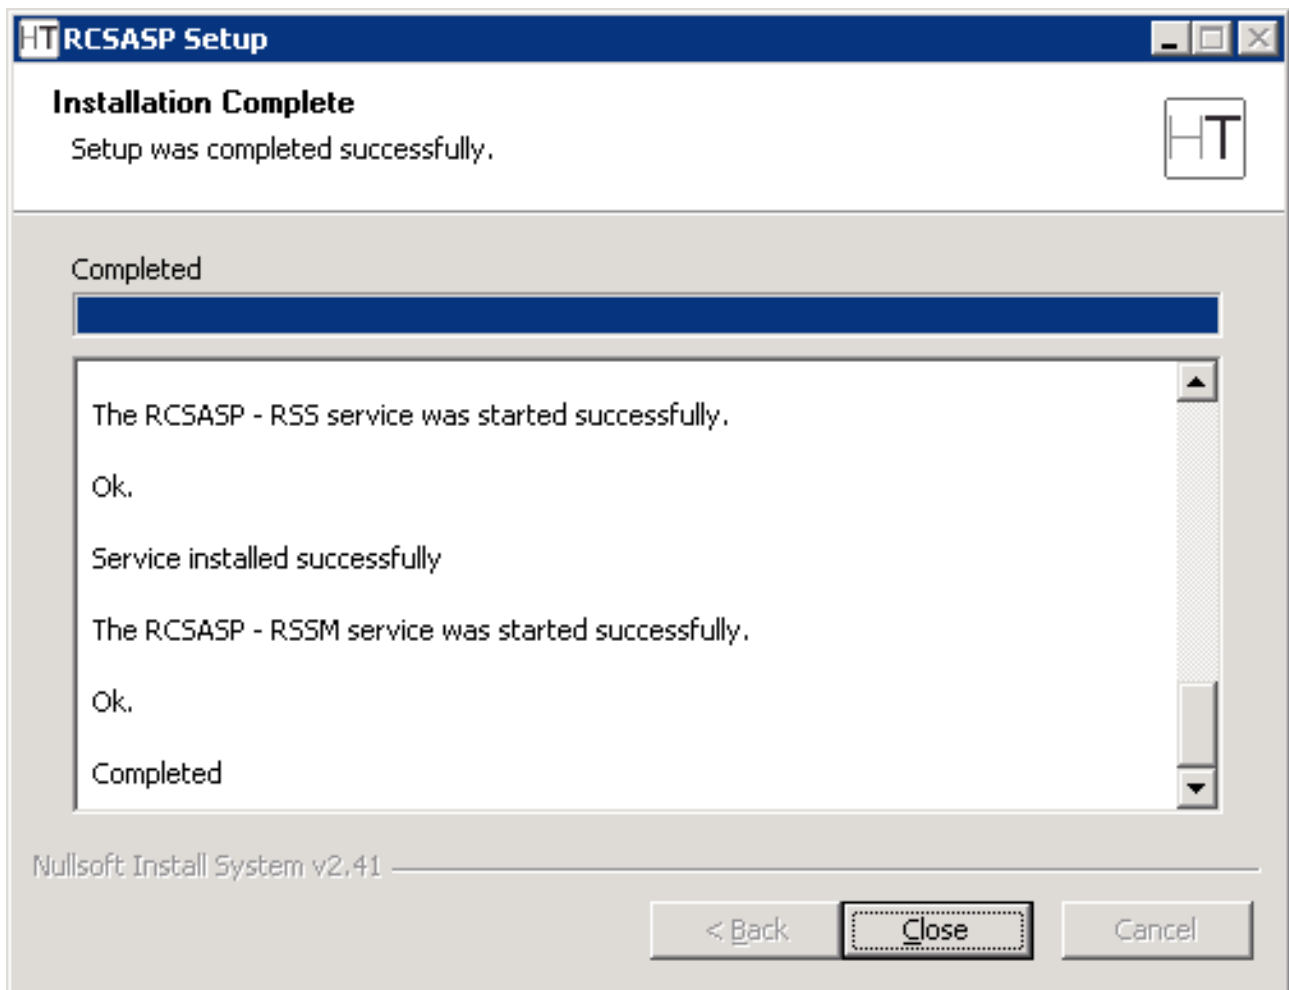 HT RCSASP Setup
Installation Complete
Setup was completed successfully.
HT
Completed
The RCSASP - RSS service was started successfully.
Ok.
Service installed successfully
The RCSASP - RSSM service was started successfully.
Ok.
Completed
Nullsoft Install System v2.41
< Back Close Cancel